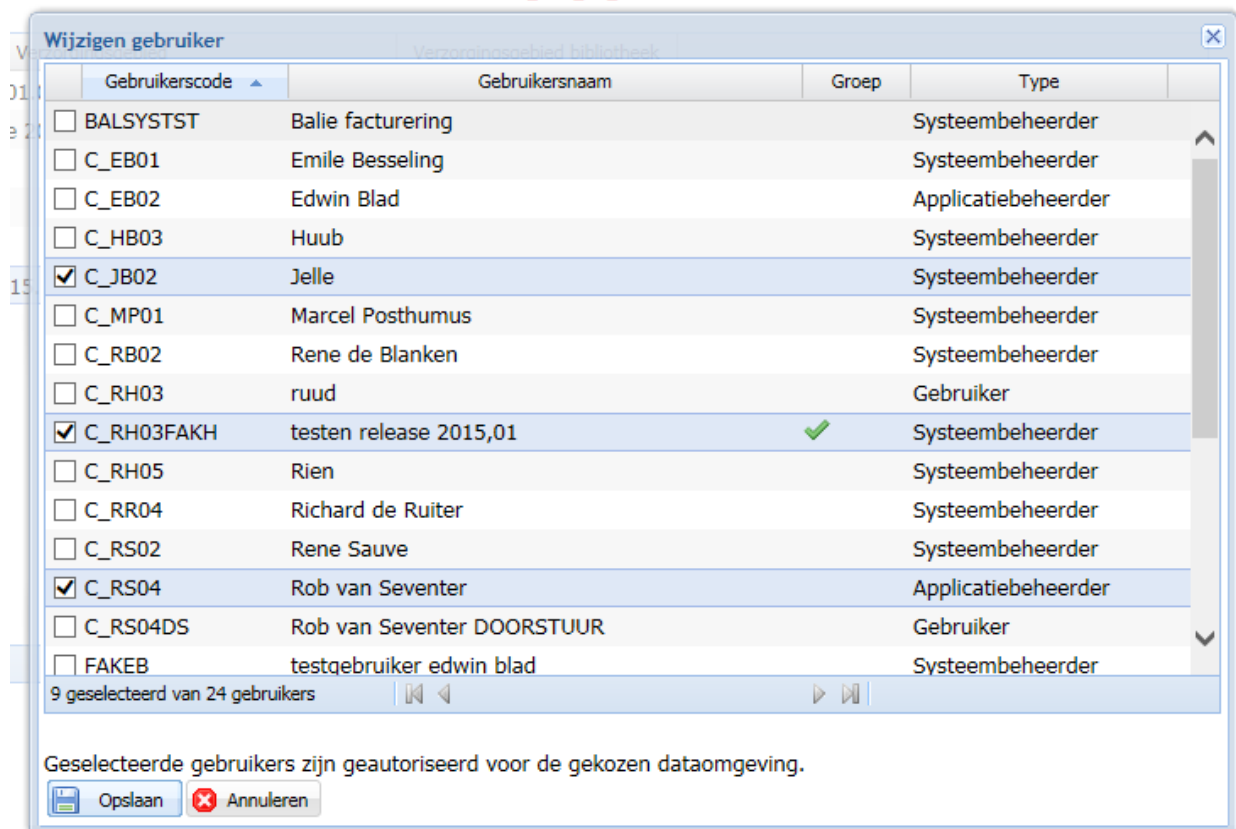 Wijzigen gebruiker
Verzorgingsgebied Verzorgingsgebied bibliotheek
Gebruikerscode Gebruikersnaam Groep Type
BALSYSTST Balie facturering Systeembeheerder
C_EB01 Emile Besseling Systeembeheerder
C_EB02 Edwin Blad Applicatiebeheerder
C_HB03 Huub Systeembeheerder
C_JB02 Jelle Systeembeheerder
C_MP01 Marcel Posthumus Systeembeheerder
C_RB02 Rene de Blanken Systeembeheerder
C_RH03 ruud Gebruiker
C_RH03FAKH testen release 2015,01 Systeembeheerder
C_RH05 Rien Systeembeheerder
C_RR04 Richard de Ruiter Systeembeheerder
C_RS02 Rene Sauve Systeembeheerder
C_RS04 Rob van Seventer Applicatiebeheerder
C_RS04DS Rob van Seventer DOORSTUUR Gebruiker
FAKEB testgebruiker edwin blad Systeembeheerder
9 geselecteerd van 24 gebruikers
Geselecteerde gebruikers zijn geautoriseerd voor de gekozen dataomgeving.
Opslaan Annuleren